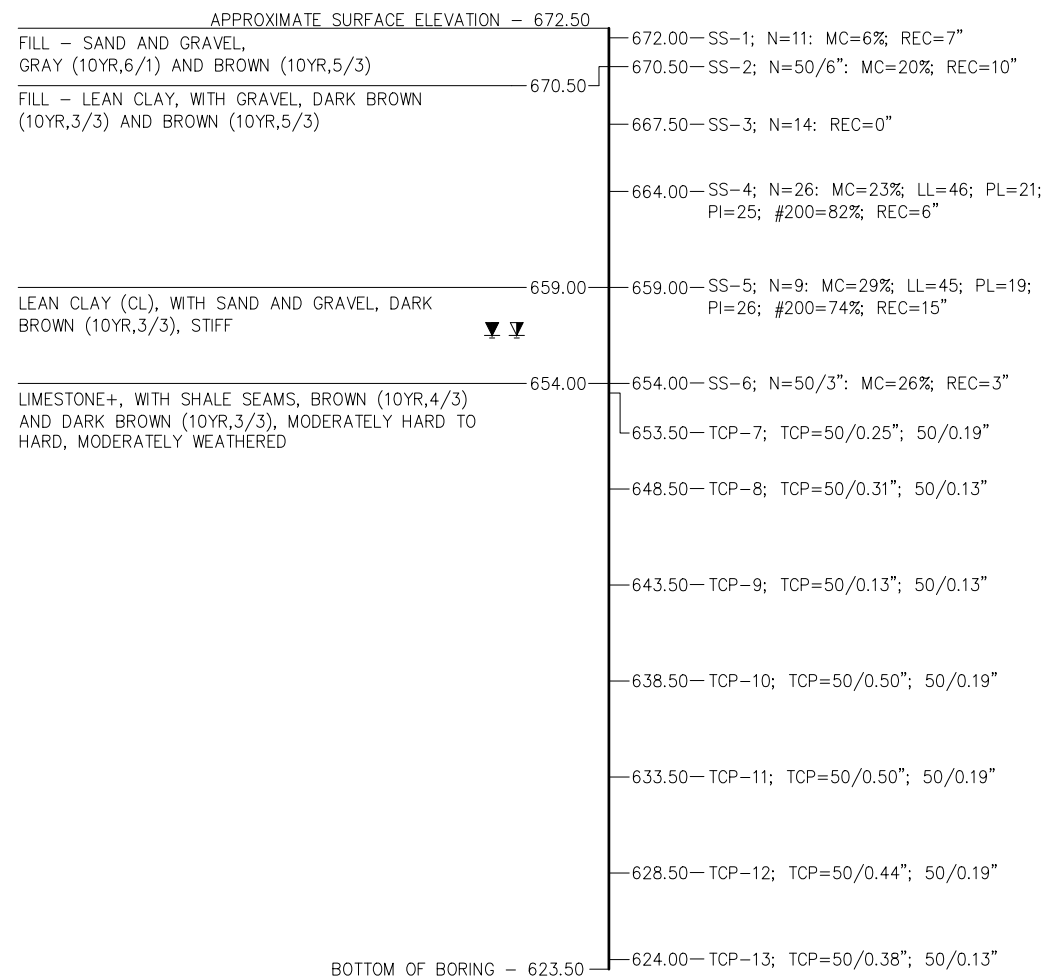 APPROXIMATE SURFACE ELEVATION – 672.50
FILL – SAND AND GRAVEL,
GRAY (10YR,6/1) AND BROWN (10YR,5/3)
670.50
FILL – LEAN CLAY, WITH GRAVEL, DARK BROWN
(10YR,3/3) AND BROWN (10YR,5/3)
659.00
LEAN CLAY (CL), WITH SAND AND GRAVEL, DARK
BROWN (10YR,3/3), STIFF
654.00
LIMESTONE+, WITH SHALE SEAMS, BROWN (10YR,4/3)
AND DARK BROWN (10YR,3/3), MODERATELY HARD TO
HARD, MODERATELY WEATHERED
BOTTOM OF BORING – 623.50
672.00 – SS–1; N=11: MC=6%; REC=7”
670.50 – SS–2; N=50/6”: MC=20%; REC=10”
667.50 – SS–3; N=14: REC=0”
664.00 – SS–4; N=26: MC=23%; LL=46; PL=21;
PI=25; #200=82%; REC=6”
659.00 – SS–5; N=9: MC=29%; LL=45; PL=19;
PI=26; #200=74%; REC=15”
654.00 – SS–6; N=50/3”: MC=26%; REC=3”
653.50 – TCP–7; TCP=50/0.25”; 50/0.19”
648.50 – TCP–8; TCP=50/0.31”; 50/0.13”
643.50 – TCP–9; TCP=50/0.13”; 50/0.13”
638.50 – TCP–10; TCP=50/0.50”; 50/0.19”
633.50 – TCP–11; TCP=50/0.50”; 50/0.19”
628.50 – TCP–12; TCP=50/0.44”; 50/0.19”
624.00 – TCP–13; TCP=50/0.38”; 50/0.13”